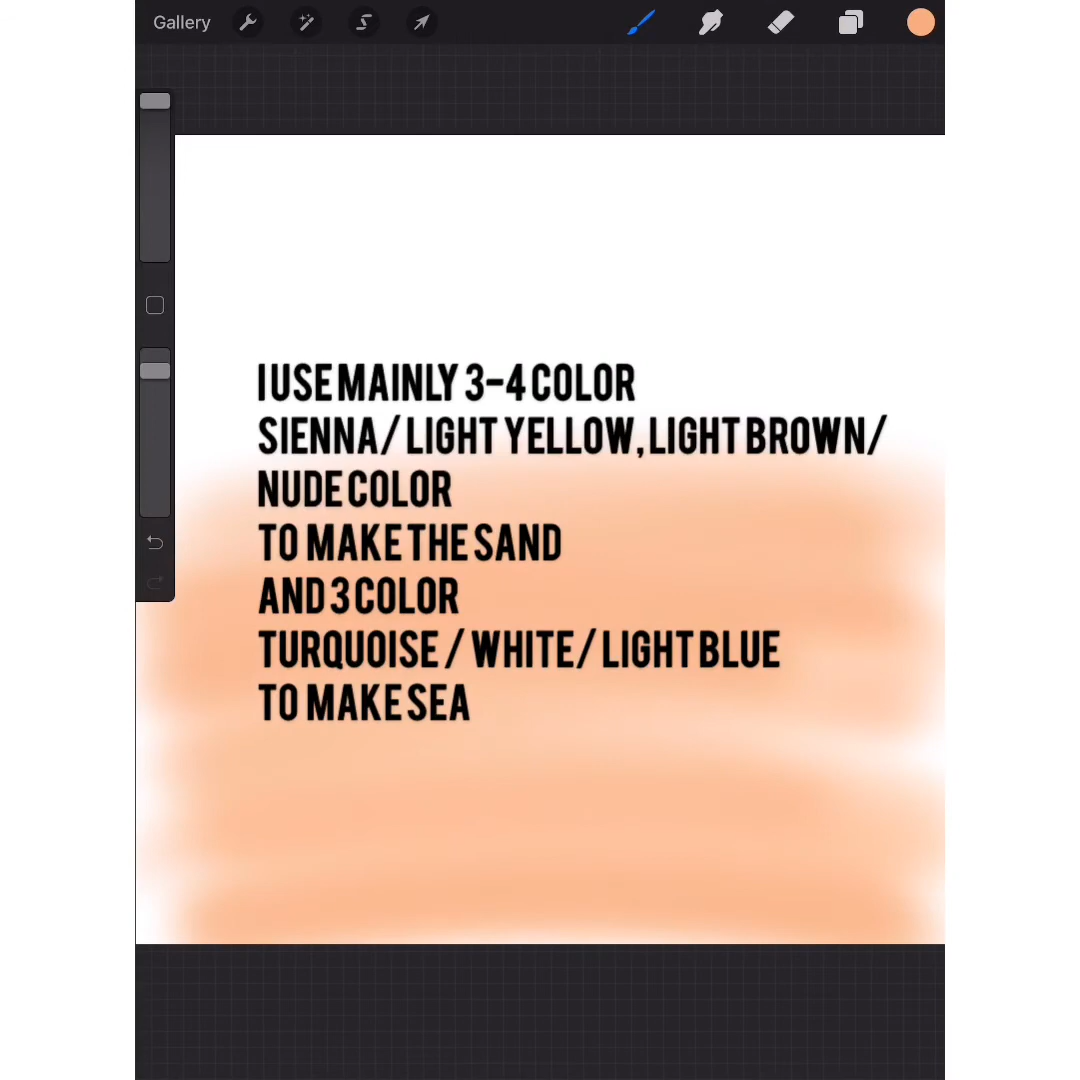 Gallery
I USE MAINLY 3-4 COLOR
SIENNA/ LIGHT YELLOW, LIGHT BROWN/
NUDE COLOR
TO MAKE THE SAND
AND 3 COLOR
TURQUOISE / WHITE/ LIGHT BLUE
TO MAKE SEA